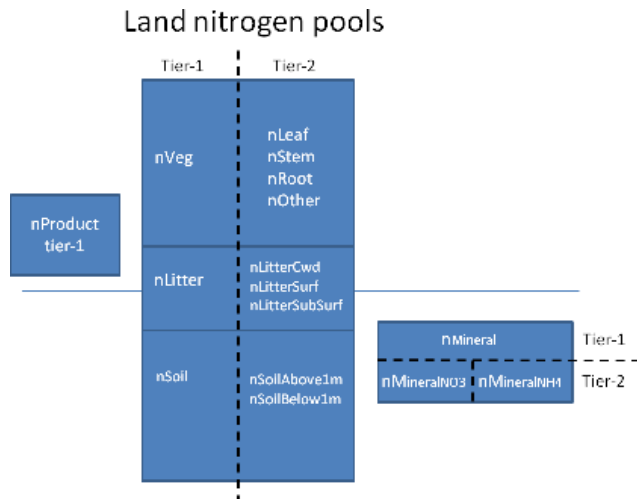 Land nitrogen pools
Tier-1
Tier-2
nVeg
nLeaf
nStem
nRoot
nOther
nProduct
tier-1
nLitter
nLitterCwd
nLitterSurf
nLitterSubSurf
nMineral
Tier-1
nSoil
nSoilAbove1m
nSoilBelow1m
nMineralNO3
nMineralNH4
Tier-2